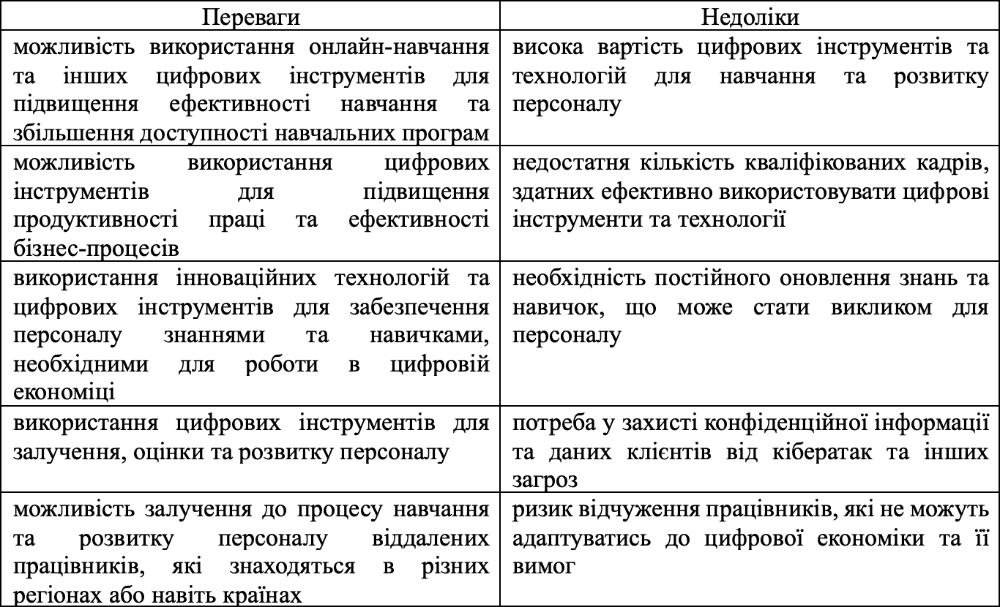 Переваги
Недоліки
можливість використання онлайн-навчання
та інших цифрових інструментів для
підвищення ефективності навчання та
збільшення доступності навчальних програм
висока вартість цифрових інструментів та
технологій для навчання та розвитку
персоналу
можливість використання цифрових
інструментів для підвищення
продуктивності праці та ефективності
бізнес-процесів
недостатня кількість кваліфікованих кадрів,
здатних ефективно використовувати цифрові
інструменти та технології
використання інноваційних технологій та
цифрових інструментів для забезпечення
персоналу знаннями та навичками,
необхідними для роботи в цифровій
економіці
необхідність постійного оновлення знань та
навичок, що може стати викликом для
персоналу
використання цифрових інструментів для
залучення, оцінки та розвитку персоналу
потреба у захисті конфіденційної інформації
та даних клієнтів від кібератак та інших
загроз
можливість залучення до процесу навчання
та розвитку персоналу віддалених
працівників, які знаходяться в різних
регіонах або навіть країнах
ризик відчуження працівників, які не можуть
адаптуватись до цифрової економіки та її
вимог